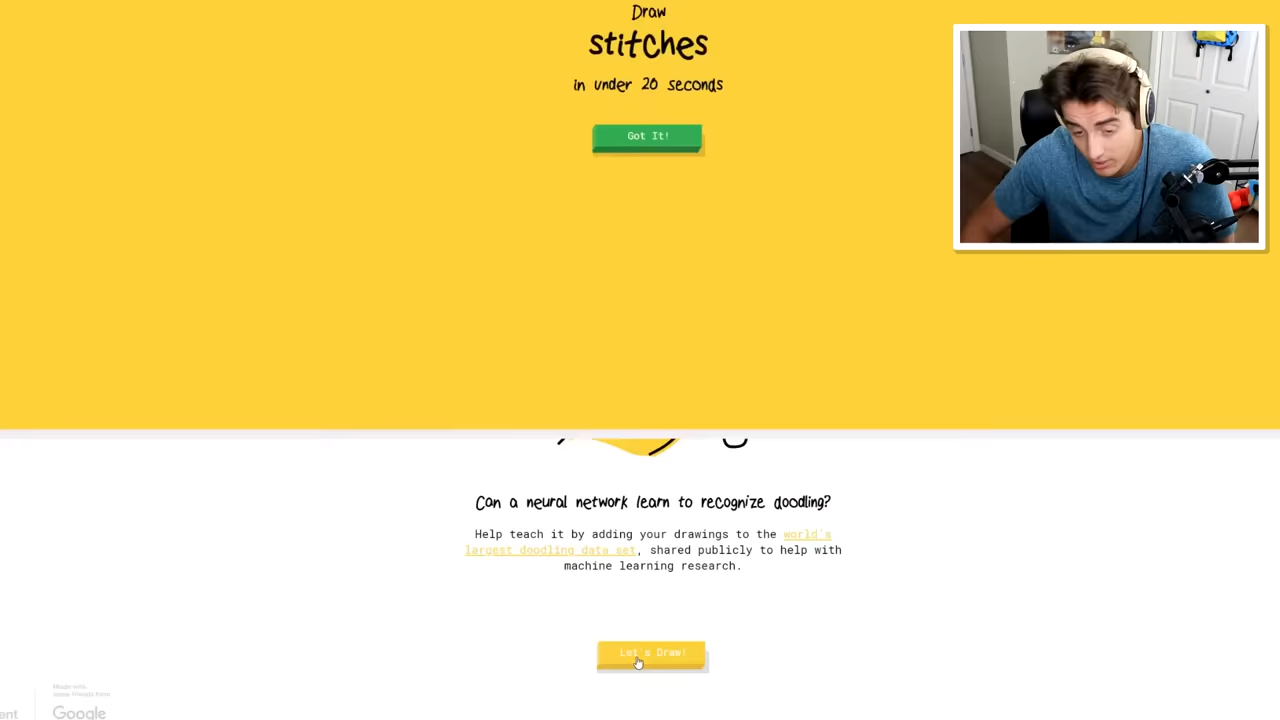 Draw
stitches
in under 20 seconds
Got It!
Can a neural network learn to recognize doodling?
Help teach it by adding your drawings to the world's
largest doodling data set, shared publicly to help with
machine learning research.
Let's Draw!
Google